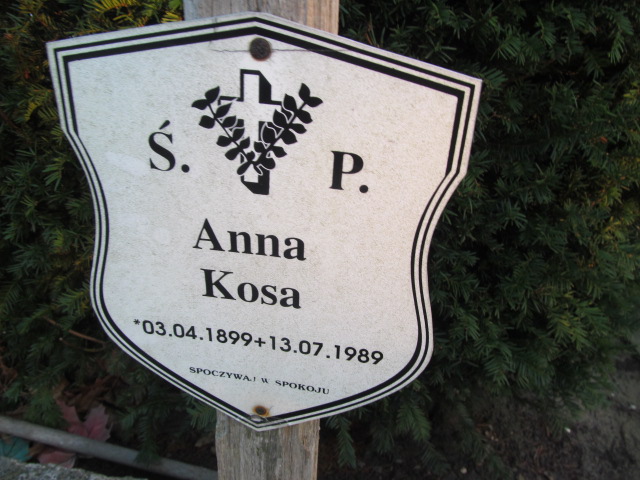 Ś. P.
Anna
Kosa
*03.04.1899+13.07.1989
SPOCZYWAJ W SPOKOJU